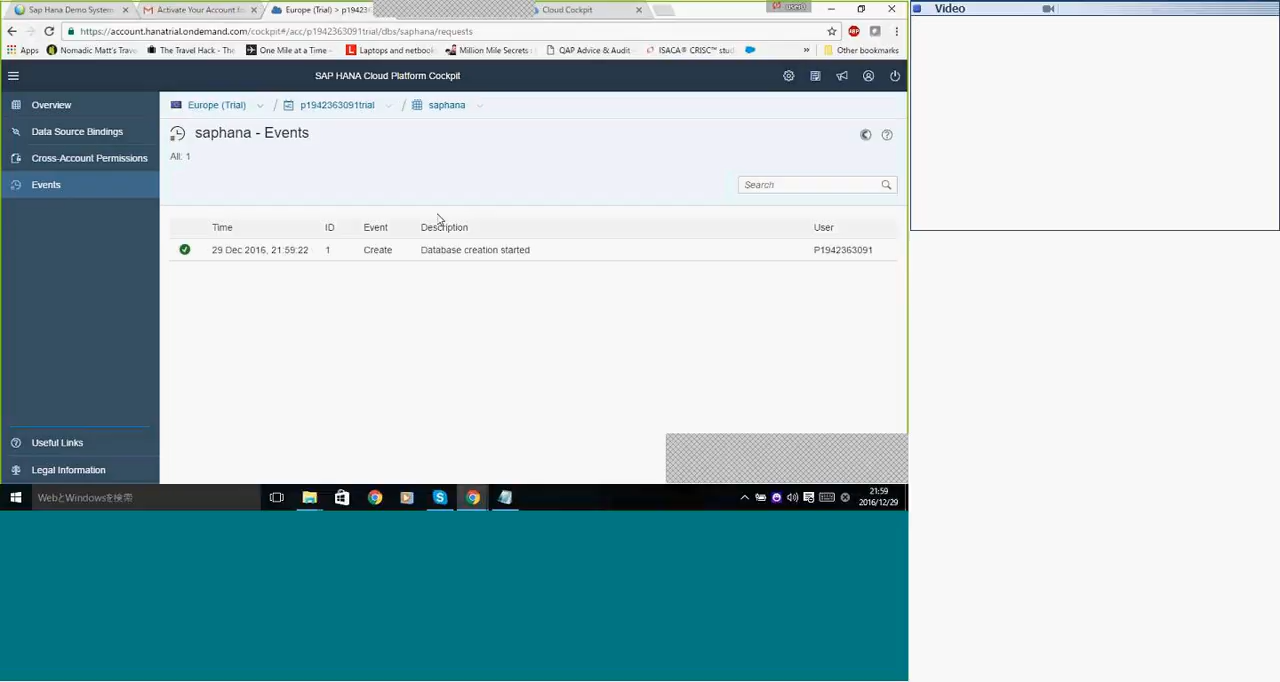 Sap Hana Demo System
Activate Your Account fo
Europe (Trial) > p19423
Cloud Cockpit
https://account.hanatrial.ondemand.com/cockpit#/acc/p1942363091trial/dbs/saphana/requests
Apps
Nomadic Matt's Trave
The Travel Hack - The
One Mile at a Time -
Laptops and netbook
Million Mile Secrets
QAP Advice & Audit
ISACA® CRISC™ stud
»
Other bookmarks
Video
SAP HANA Cloud Platform Cockpit
Overview
Data Source Bindings
Cross-Account Permissions
Events
Europe (Trial) / p1942363091trial / saphana
saphana - Events
All: 1
Search
Time ID Event Description User
29 Dec 2016, 21:59:22 1 Create Database creation started P1942363091
Useful Links
Legal Information
WebとWindowsを検索
21:59
2016/12/29